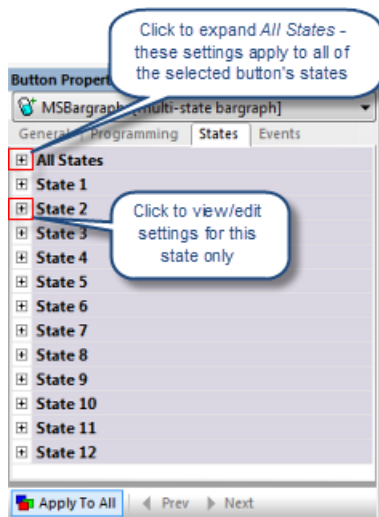 Click to expand All States -
these settings apply to all of
the selected button's states
Button Propert
MSBargraph [multi-state bargraph]
General Programming States Events
All States
State 1
State 2
Click to view/edit
settings for this
state only
State 3
State 4
State 5
State 6
State 7
State 8
State 9
State 10
State 11
State 12
Apply To All Prev Next